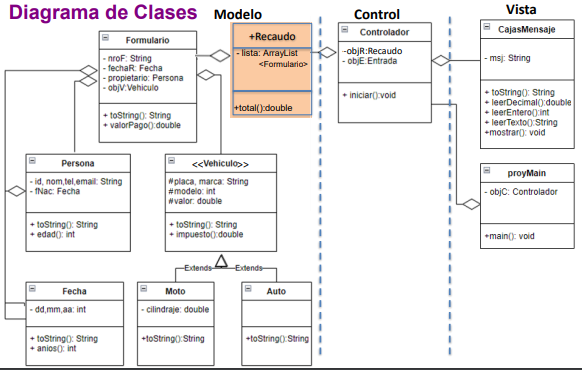 Diagrama de Clases
Modelo
Control
Vista
Formulario
- nroF: String
- fechaR: Fecha
- propietario: Persona
- objV:Vehiculo
+ toString(): String
+ valorPago():double
+Recaudo
- lista: ArrayList
<Formulario>
+total():double
Controlador
-objR:Recaudo
- objE:Entrada
+ iniciar():void
CajasMensaje
- msj: String
+ toString(): String
+ leerDecimal():double
+ leerEntero():int
+ leerTexto():String
+mostrar(): void
Persona
- id, nom,tel,email: String
- fNac: Fecha
+ toString(): String
+ edad(): int
<<Vehiculo>>
#placa, marca: String
#modelo: int
#valor: double
+ toString(): String
+ impuesto():double
proyMain
- objC: Controlador
+main(): void
Extends
Extends
Fecha
- dd,mm,aa: int
+ toString(): String
+ anios(): int
Moto
- cilindraje: double
+toString(): String
Auto
+toString(): String